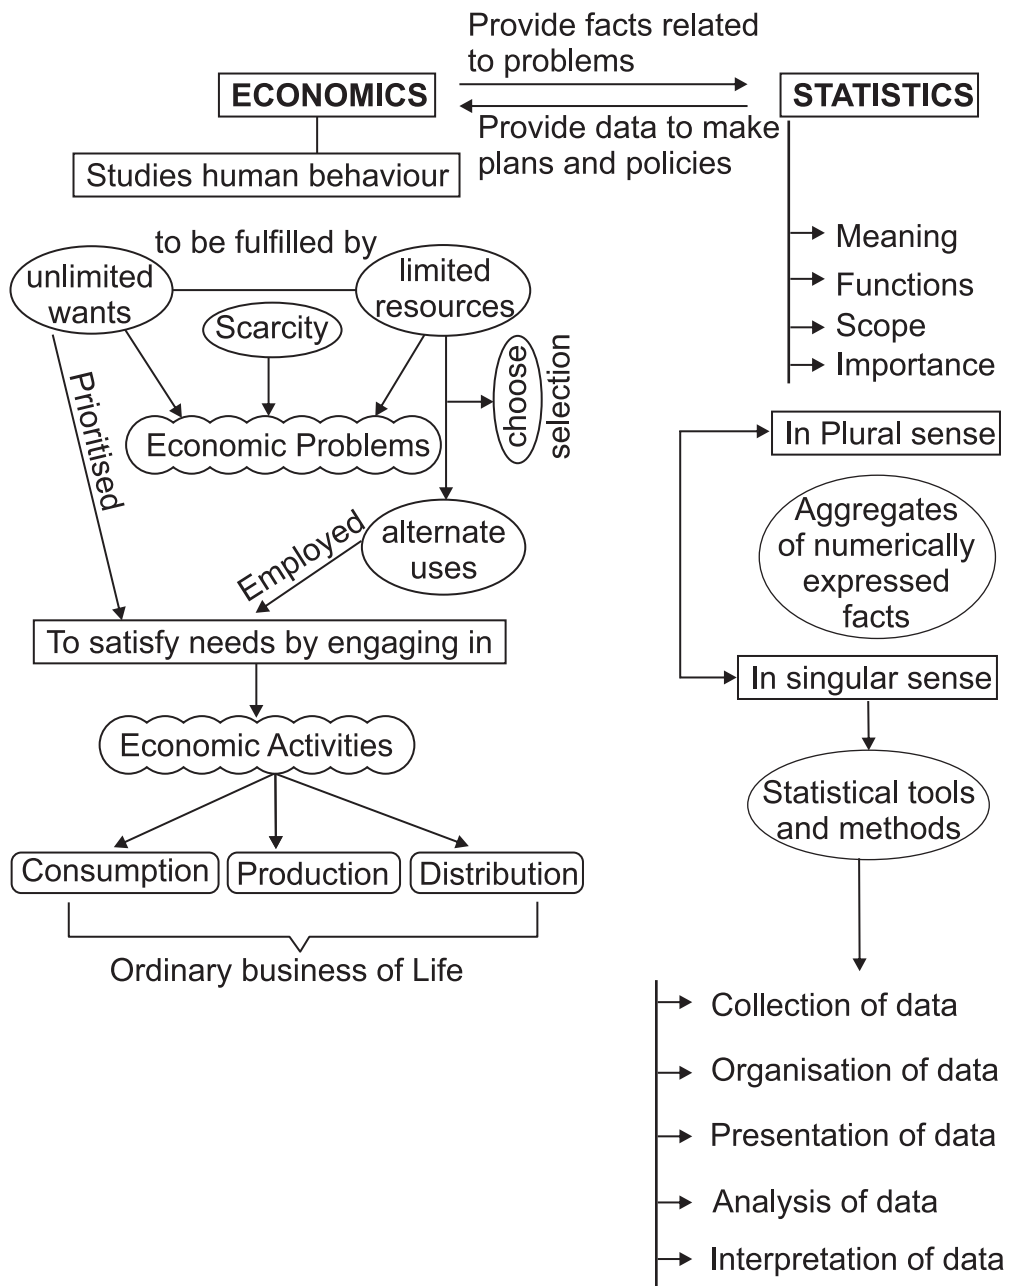 Provide facts related
to problems
ECONOMICS
STATISTICS
Provide data to make
plans and policies
Studies human behaviour
to be fulfilled by
unlimited
wants
limited
resources
Scarcity
choose
selection
Prioritised
Economic Problems
Employed
alternate
uses
To satisfy needs by engaging in
Economic Activities
Consumption
Production
Distribution
Ordinary business of Life
Meaning
Functions
Scope
Importance
In Plural sense
Aggregates
of numerically
expressed
facts
In singular sense
Statistical tools
and methods
Collection of data
Organisation of data
Presentation of data
Analysis of data
Interpretation of data